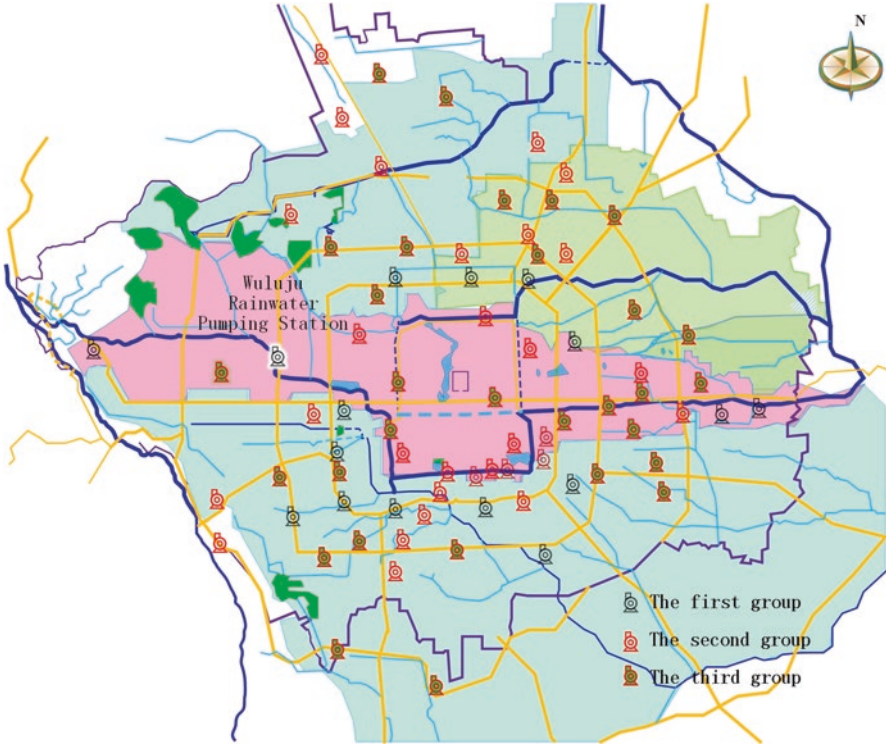 N
Wuluju
Rainwater
Pumping Station
The first group
The second group
The third group